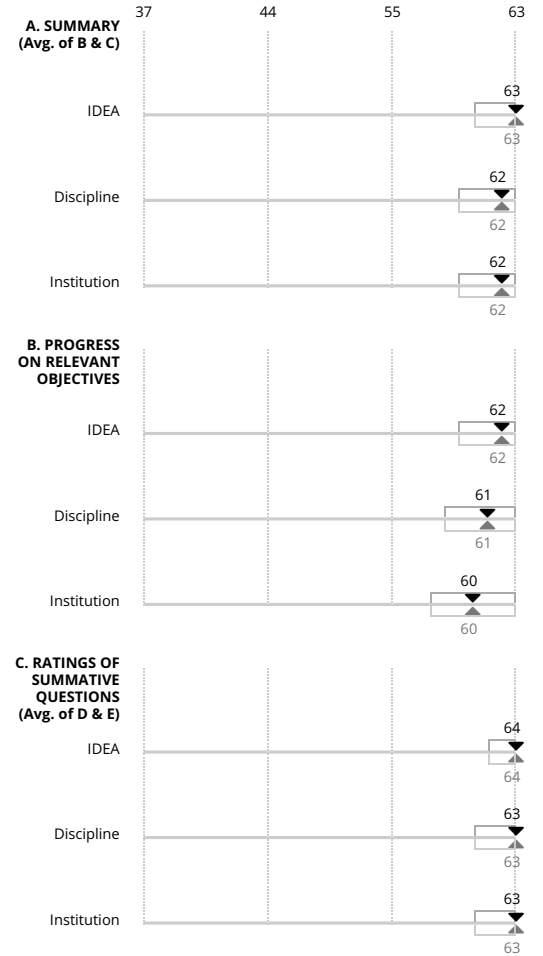 37 44 55 63
A. SUMMARY
(Avg. of B & C)
63
IDEA
63
62
Discipline
62
62
Institution
62
B. PROGRESS
ON RELEVANT
OBJECTIVES
62
IDEA
62
61
Discipline
61
60
Institution
60
C. RATINGS OF
SUMMATIVE
QUESTIONS
(Avg. of D & E)
64
IDEA
64
63
Discipline
63
63
Institution
63